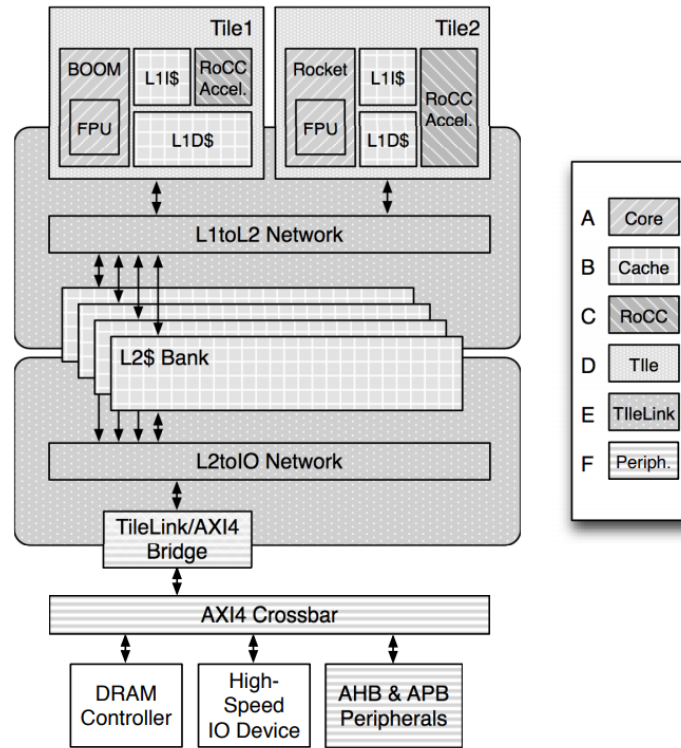 Tile1
BOOM
FPU
L1I$
RoCC
Accel.
L1D$
Tile2
Rocket
FPU
L1I$
L1D$
RoCC
Accel.
L1toL2 Network
L2$ Bank
L2toIO Network
TileLink/AXI4
Bridge
AXI4 Crossbar
DRAM
Controller
High-
Speed
IO Device
AHB & APB
Peripherals
A Core
B Cache
C RoCC
D TIle
E TIleLink
F Periph.